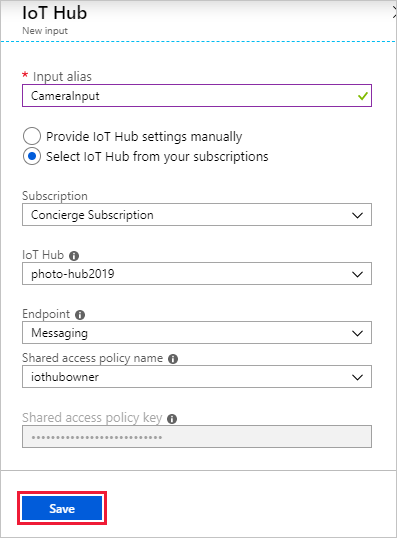 IoT Hub
New input
* Input alias
CameraInput
Provide IoT Hub settings manually
Select IoT Hub from your subscriptions
Subscription
Concierge Subscription
IoT Hub
photo-hub2019
Endpoint
Messaging
Shared access policy name
iothubowner
Shared access policy key
••••••••••••••••••••••••••••
Save